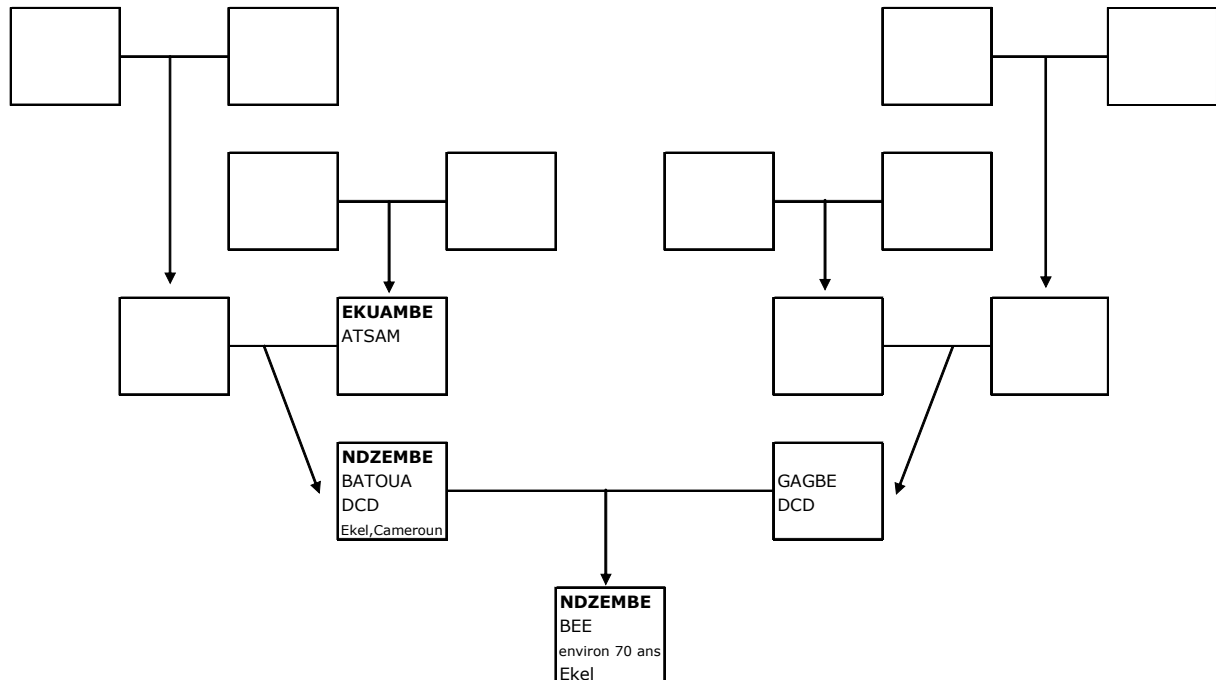 EKUAMBE
ATSAM
NDZEMBE
BATOUA
DCD
Ekel,Cameroun
GAGBE
DCD
NDZEMBE
BEE
environ 70 ans
Ekel